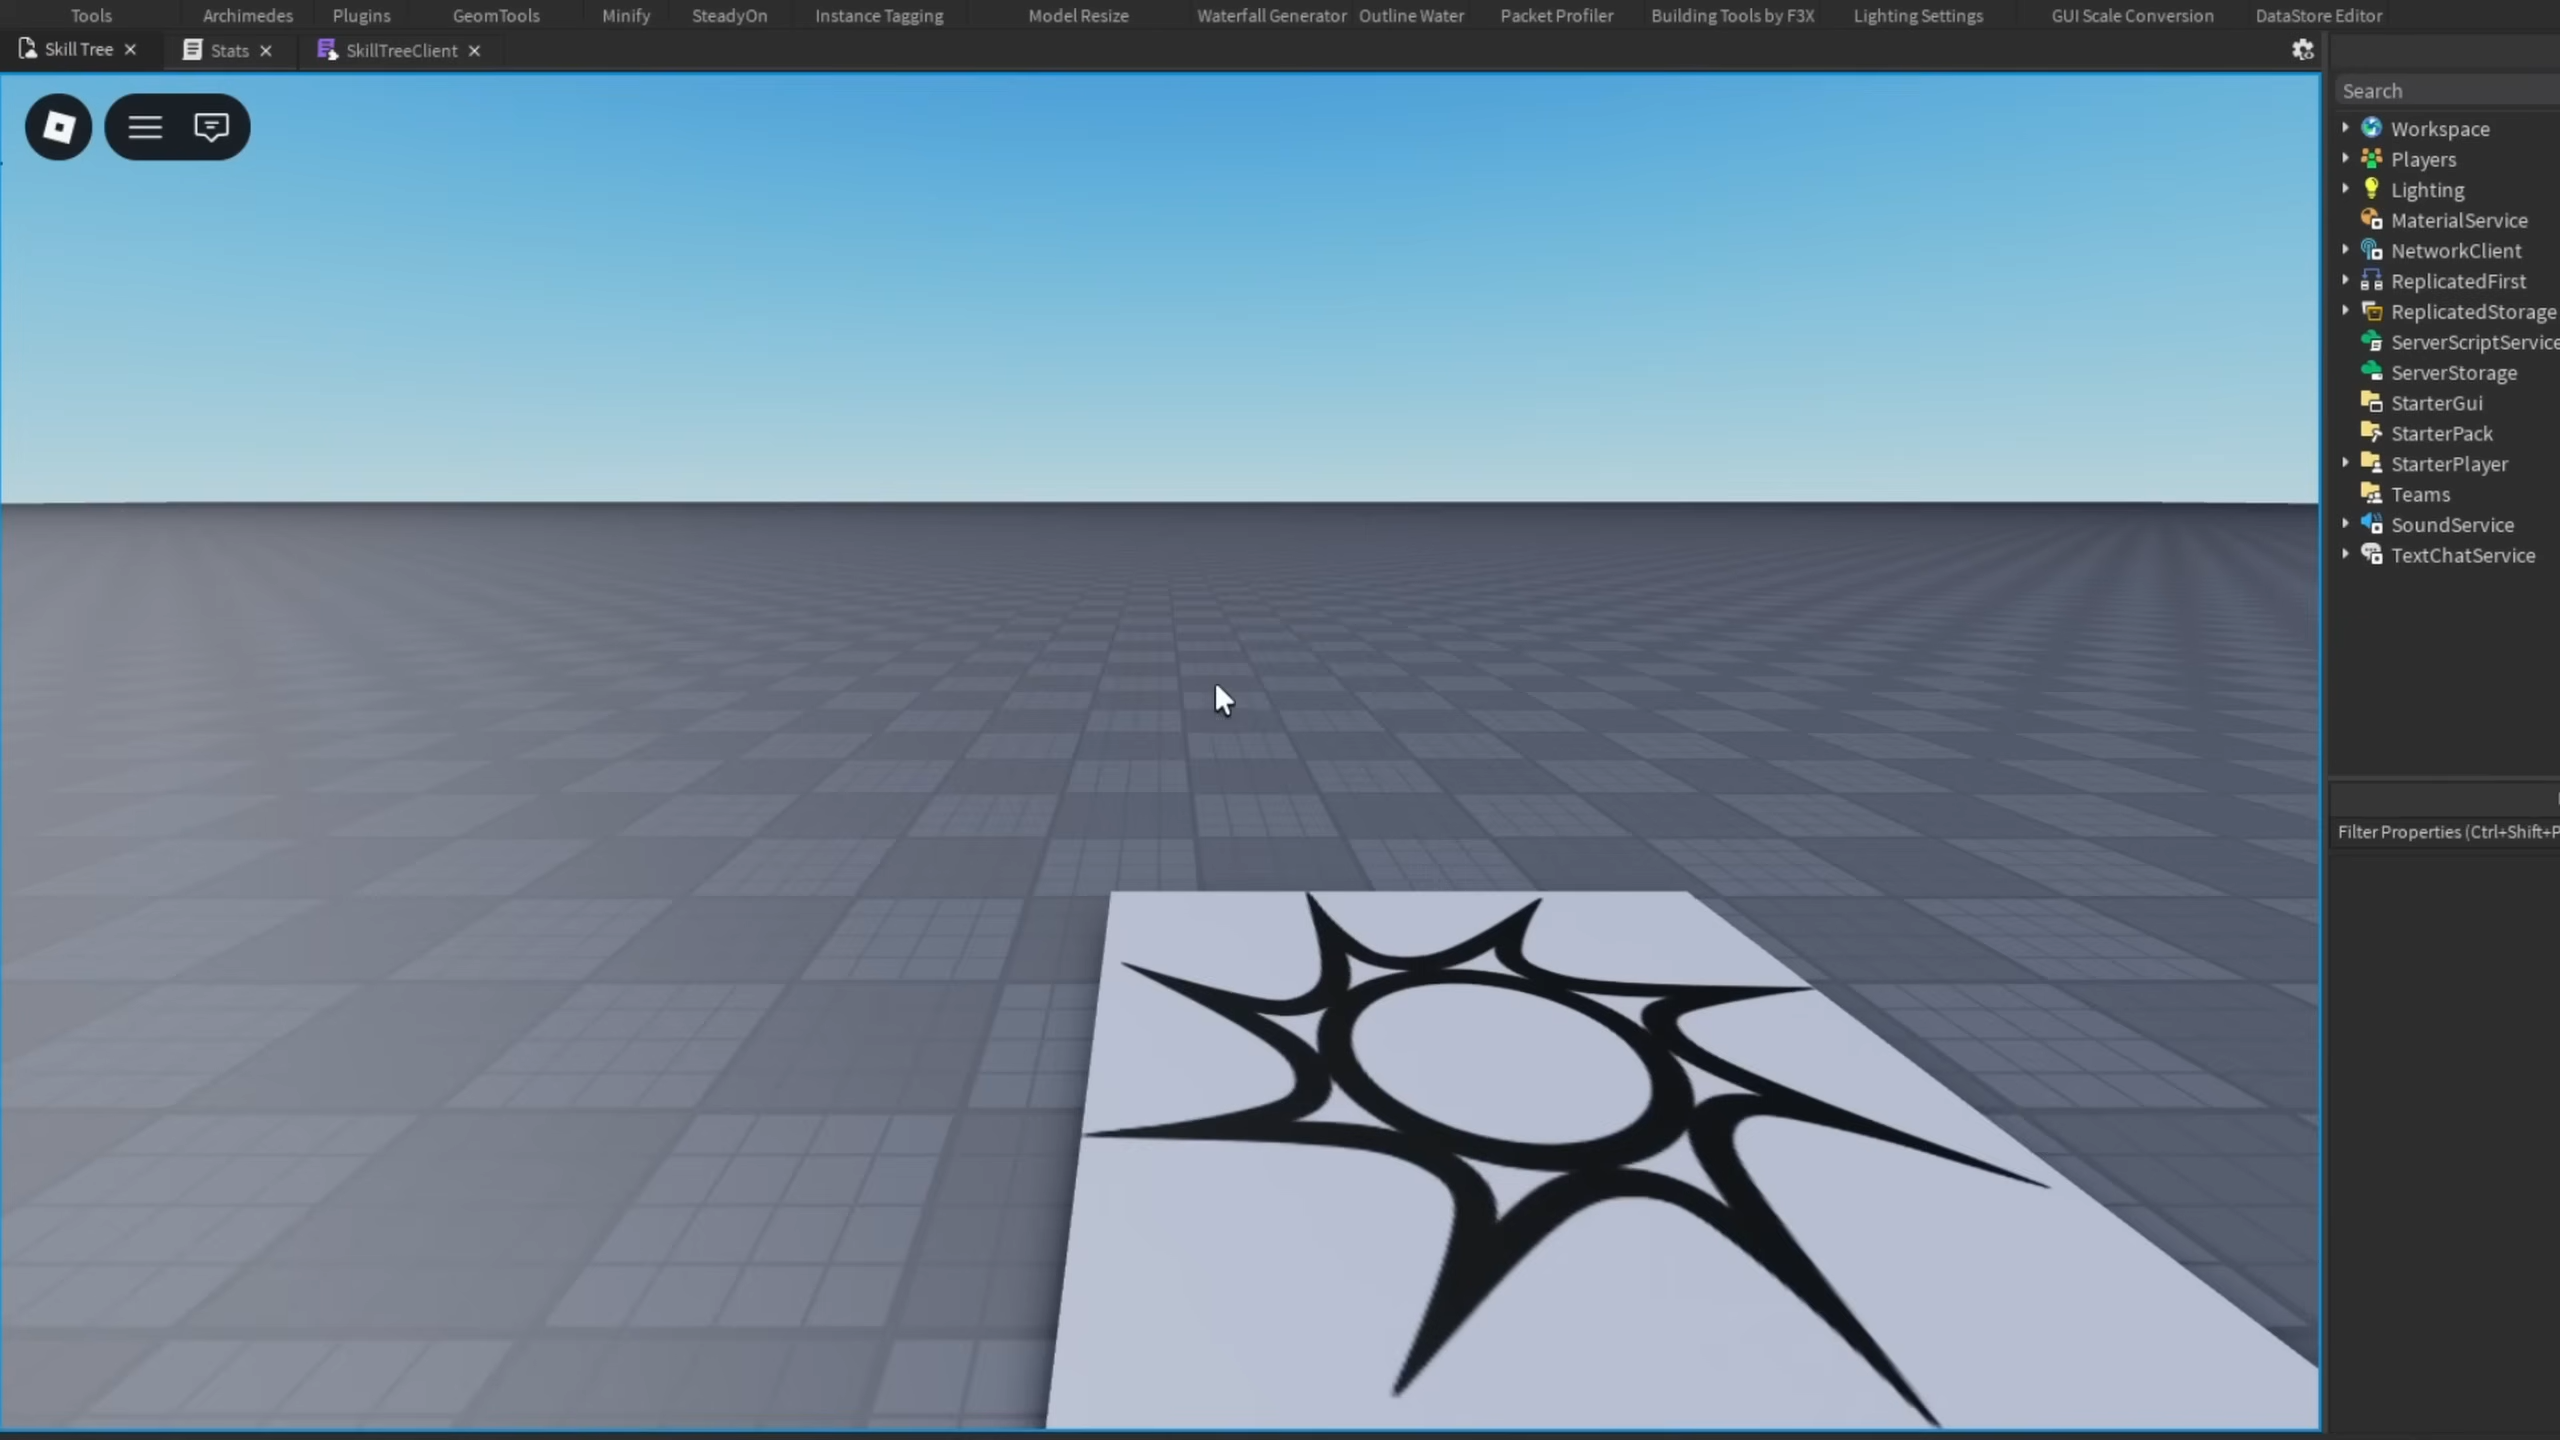 Tools Archimedes Plugins GeomTools Minify SteadyOn Instance Tagging Model Resize Waterfall Generator Outline Water Packet Profiler Building Tools by F3X Lighting Settings GUI Scale Conversion DataStore Editor
Skill Tree Stats SkillTreeClient
Search
Workspace
Players
Lighting
MaterialService
NetworkClient
ReplicatedFirst
ReplicatedStorage
ServerScriptService
ServerStorage
StarterGui
StarterPack
StarterPlayer
Teams
SoundService
TextChatService
Filter Properties (Ctrl+Shift+P